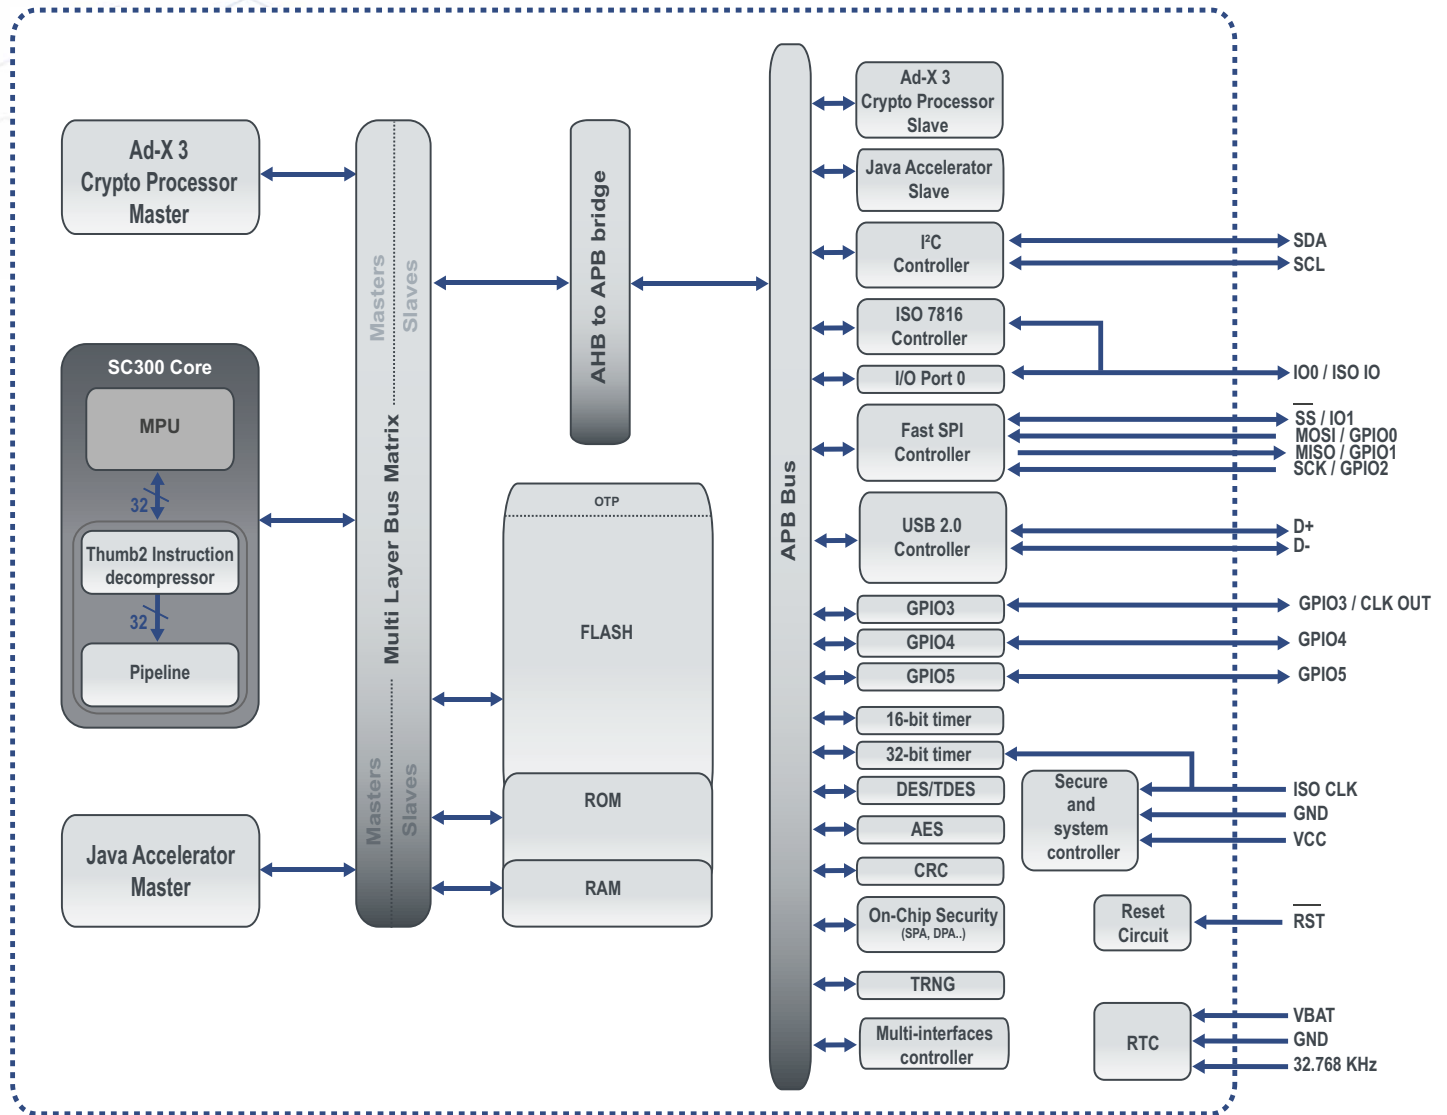 Ad-X 3
Crypto Processor
Master
SC300 Core
MPU
32
Thumb2 Instruction
decompressor
32
Pipeline
Java Accelerator
Master
Masters
Slaves
Multi Layer Bus Matrix
Masters
Slaves
AHB to APB bridge
OTP
FLASH
ROM
RAM
APB Bus
Ad-X 3
Crypto Processor
Slave
Java Accelerator
Slave
I²C
Controller
ISO 7816
Controller
I/O Port 0
Fast SPI
Controller
USB 2.0
Controller
GPIO3
GPIO4
GPIO5
16-bit timer
32-bit timer
DES/TDES
AES
CRC
On-Chip Security
(SPA, DPA..)
TRNG
Multi-interfaces
controller
Secure
and
system
controller
Reset
Circuit
RTC
SDA
SCL
IO0 / ISO IO
SS / IO1
MOSI / GPIO0
MISO / GPIO1
SCK / GPIO2
D+
D-
GPIO3 / CLK OUT
GPIO4
GPIO5
ISO CLK
GND
VCC
RST
VBAT
GND
32.768 KHz